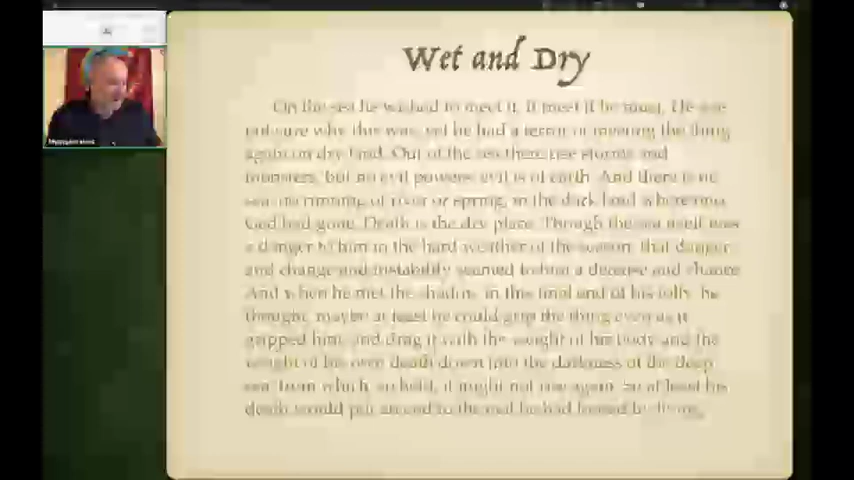 Wet and Dry
On the sea he wished to meet it, if meet it he must. He was
not sure why this was, yet he had a terror of meeting the thing
again on dry land. Out of the sea there rise storms and
monsters, but no evil powers: evil is of earth. And there is no
sea, no running of river or spring, in the dark land where
God had gone. Death is the dry place. Though the sea itself was
a danger to him in the hard weather of the season, that danger
and change and instability seemed to him a defense and chance.
And when he met the shadow in this final end of his folly, he
thought, maybe at least he could grip the thing even as it
gripped him, and drag it with the weight of his body and the
weight of his own death down into the darkness of the deep
sea, from which, so held, it might not rise again. So at least his
death would put an end to the evil he had loosed by living.